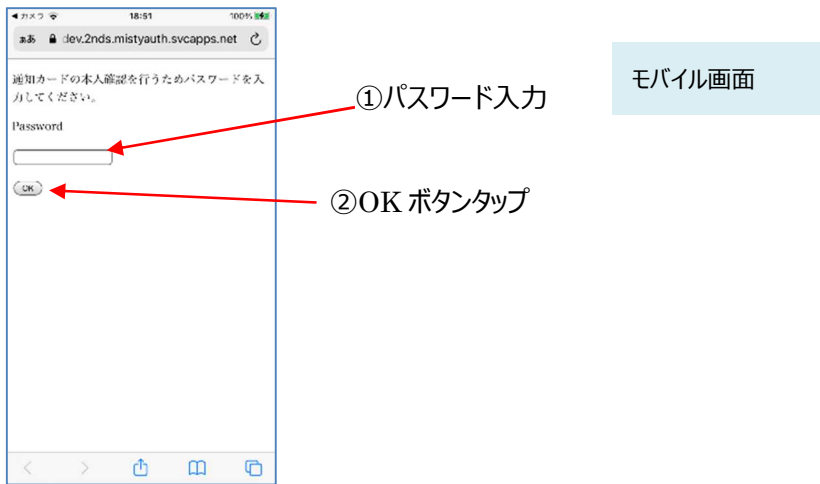 ◀カメラ 18:51 100%
ぁあ dev.2nds.mistyauth.svcapps.net
通知カードの本人確認を行うためパスワードを入
力してください。
Password
OK
①パスワード入力
②OK ボタンタップ
モバイル画面